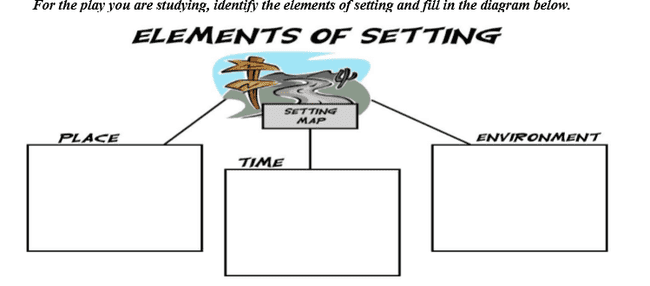 For the play you are studying, identify the elements of setting and fill in the diagram below.
ELEMENTS OF SETTING
SETTING
MAP
PLACE
TIME
ENVIRONMENT